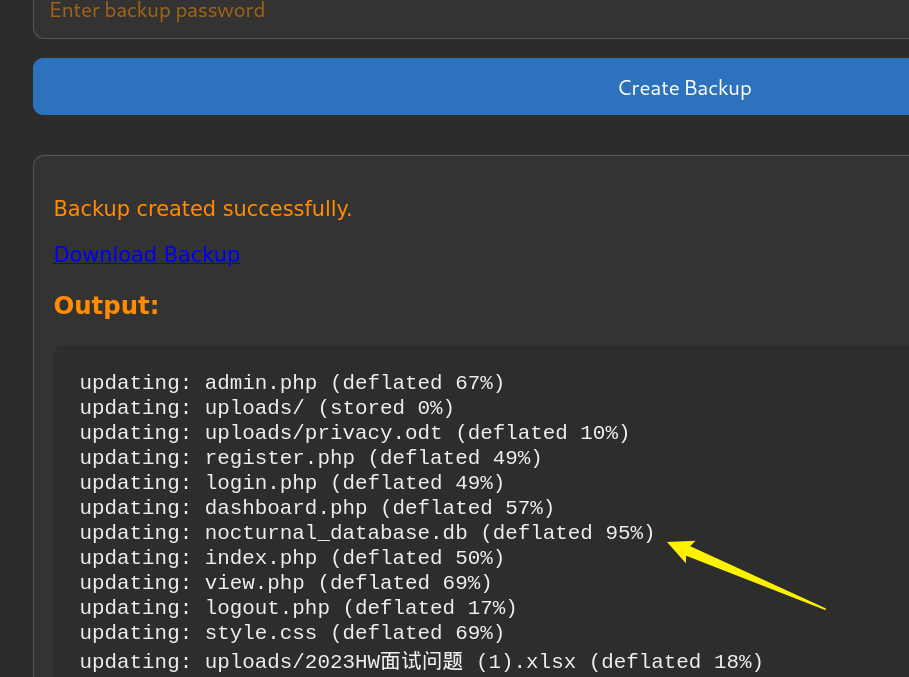 Enter backup password
Create Backup
Backup created successfully.
Download Backup
Output:
updating: admin.php (deflated 67%)
updating: uploads/ (stored 0%)
updating: uploads/privacy.odt (deflated 10%)
updating: register.php (deflated 49%)
updating: login.php (deflated 49%)
updating: dashboard.php (deflated 57%)
updating: nocturnal_database.db (deflated 95%)
updating: index.php (deflated 50%)
updating: view.php (deflated 69%)
updating: logout.php (deflated 17%)
updating: style.css (deflated 69%)
updating: uploads/2023HW面试问题 (1).xlsx (deflated 18%)